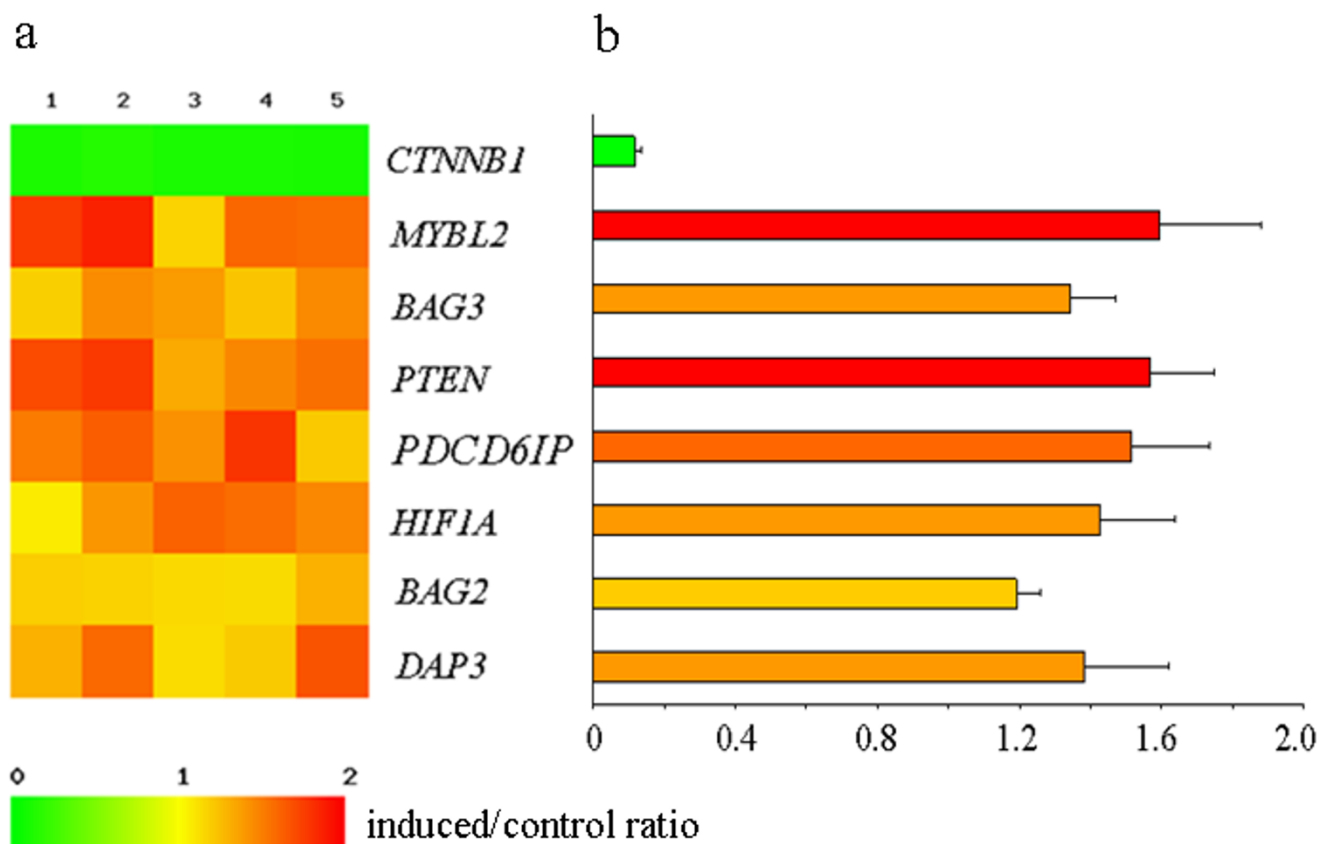 a
b
1 2 3 4 5
CTNNB1
MYBL2
BAG3
PTEN
PDCD6IP
HIF1A
BAG2
DAP3
0 0.4 0.8 1.2 1.6 2.0
0 1 2
induced/control ratio